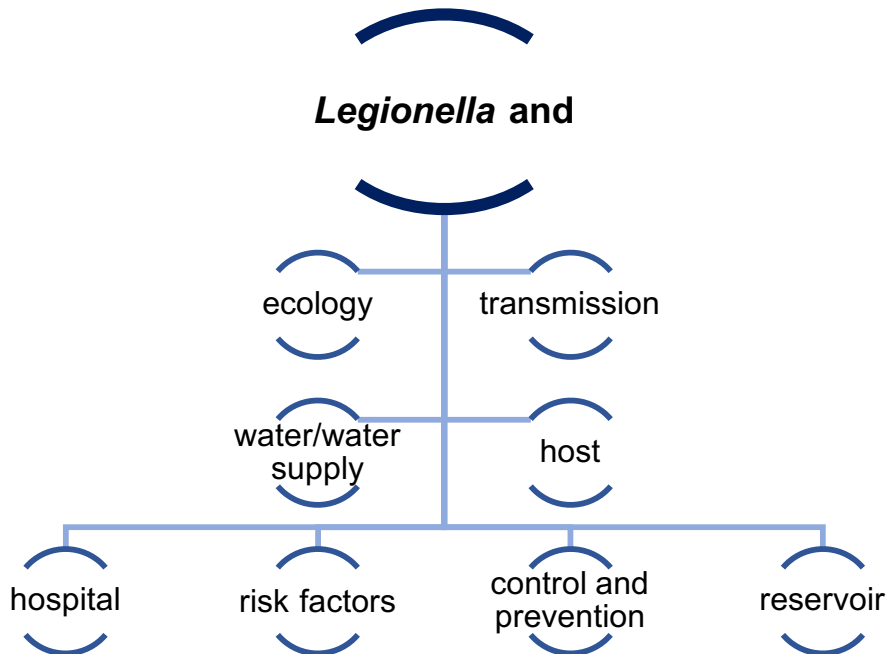 Legionella and
ecology
transmission
water/water
supply
host
hospital
risk factors
control and
prevention
reservoir